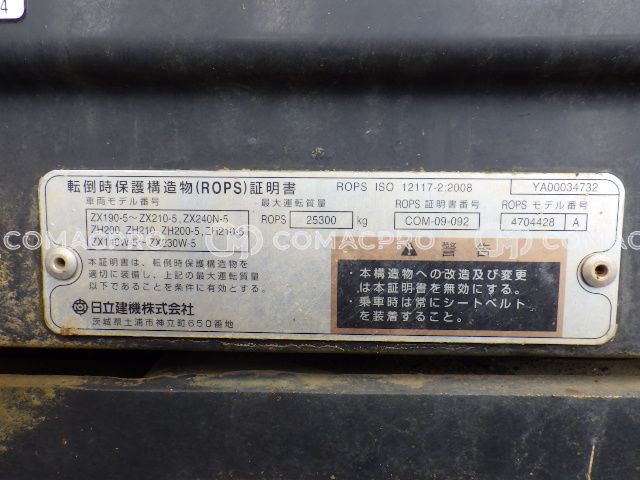 4
転倒時保護構造物(ROPS)証明書 ROPS ISO 12117-2:2008 YA00034732
車両モデル番号 最大運転質量 ROPS 証明書番号 ROPS モデル番号
ZX190-5～ZX210-5, ZX240N-5 ROPS 25300 kg COM-09-092 4704428 A
ZH200, ZH210, ZH200-5, ZH210-5
ZX140W-5～ZX230W-5
COMACPRO COMACPRO COMACPRO
警告
本証明書は、転倒時保護構造物を
適切に装備し、上記の最大運転質量
以下であることを条件に有効です。
・本構造物への改造及び変更
は本証明書を無効にする。
・乗車時は常にシートベルト
を装着すること。
日立建機株式会社
茨城県土浦市神立町650番地